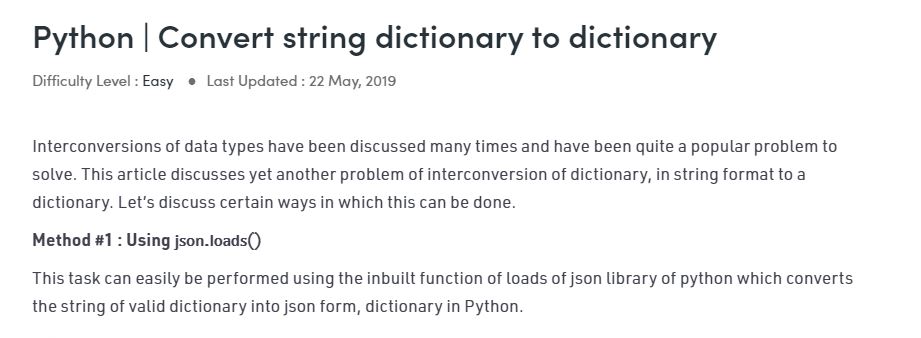 Python | Convert string dictionary to dictionary
Difficulty Level : Easy ● Last Updated : 22 May, 2019
Interconversions of data types have been discussed many times and have been quite a popular problem to
solve. This article discusses yet another problem of interconversion of dictionary, in string format to a
dictionary. Let’s discuss certain ways in which this can be done.
Method #1 : Using json.loads()
This task can easily be performed using the inbuilt function of loads of json library of python which converts
the string of valid dictionary into json form, dictionary in Python.